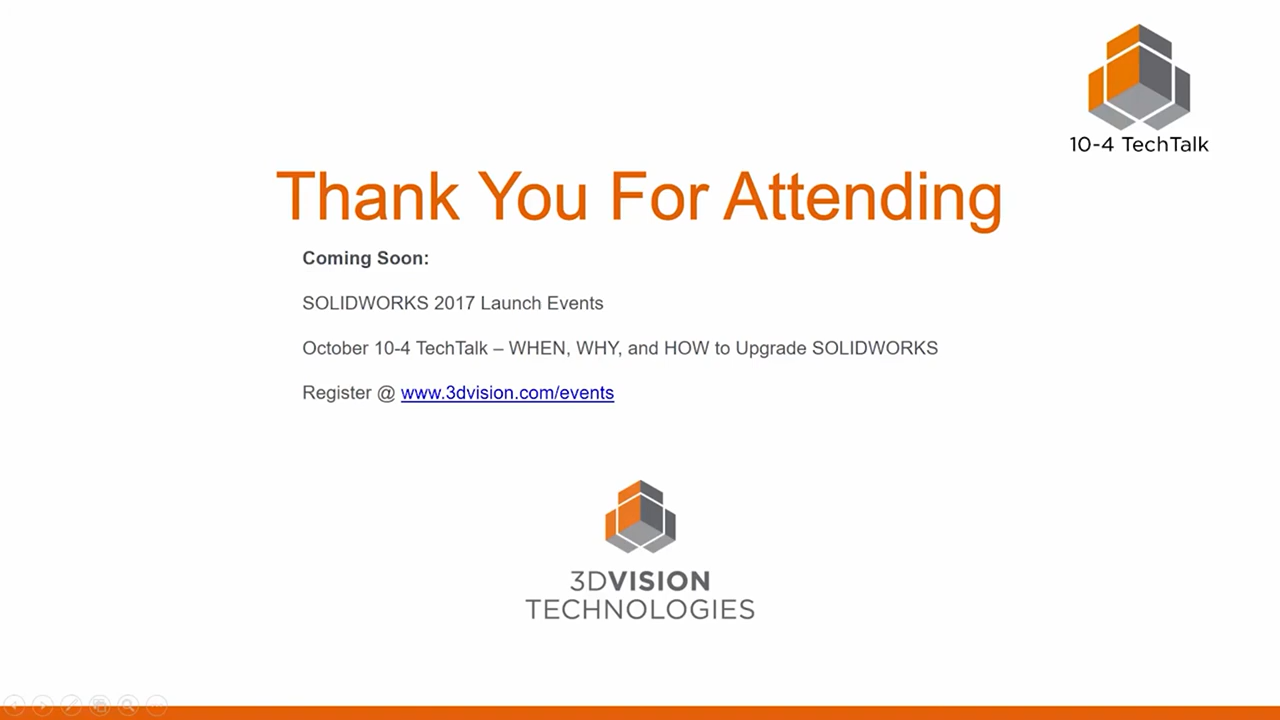 10-4 TechTalk
Thank You For Attending
Coming Soon:
SOLIDWORKS 2017 Launch Events
October 10-4 TechTalk – WHEN, WHY, and HOW to Upgrade SOLIDWORKS
Register @ www.3dvision.com/events
3DVISION
TECHNOLOGIES